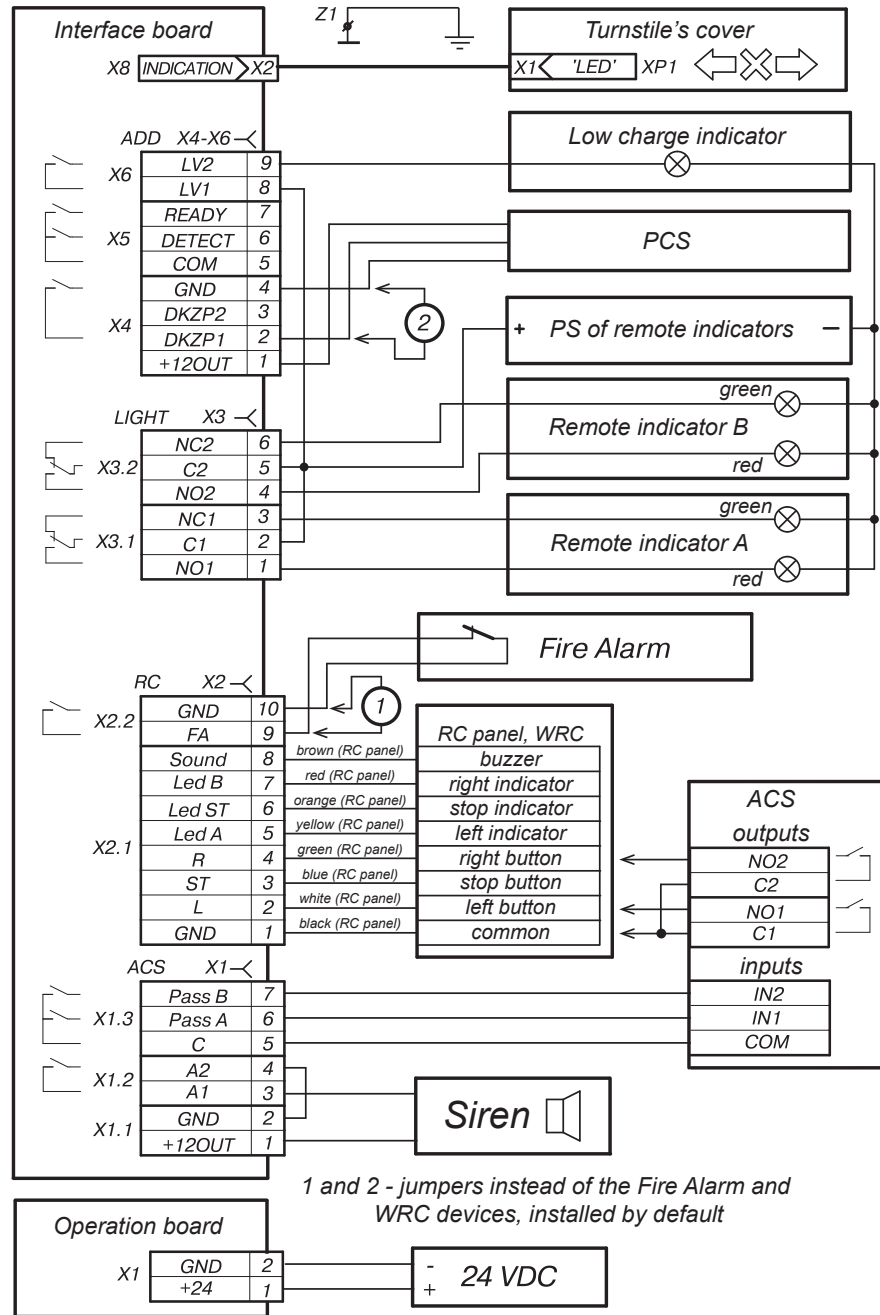 Interface board
Z1
Turnstile's cover
X8 INDICATION X2
X1 'LED' XP1
ADD X4-X6
Low charge indicator
X6
LV2 9
LV1 8
X5
READY 7
DETECT 6
COM 5
PCS
X4
GND 4
DKZP2 3
DKZP1 2
+12OUT 1
2
+ PS of remote indicators −
LIGHT X3
X3.2
NC2 6
C2 5
NO2 4
green
Remote indicator B
red
X3.1
NC1 3
C1 2
NO1 1
green
Remote indicator A
red
Fire Alarm
RC X2
X2.2
GND 10
FA 9
1
X2.1
Sound 8 brown (RC panel)
Led B 7 red (RC panel)
Led ST 6 orange (RC panel)
Led A 5 yellow (RC panel)
R 4 green (RC panel)
ST 3 blue (RC panel)
L 2 white (RC panel)
GND 1 black (RC panel)
RC panel, WRC
buzzer
right indicator
stop indicator
left indicator
right button
stop button
left button
common
ACS
outputs
NO2
C2
NO1
C1
inputs
IN2
IN1
COM
ACS X1
X1.3
Pass B 7
Pass A 6
C 5
X1.2
A2 4
A1 3
X1.1
GND 2
+12OUT 1
Siren
1 and 2 - jumpers instead of the Fire Alarm and
WRC devices, installed by default
Operation board
X1
GND 2
+24 1
-
+
24 VDC